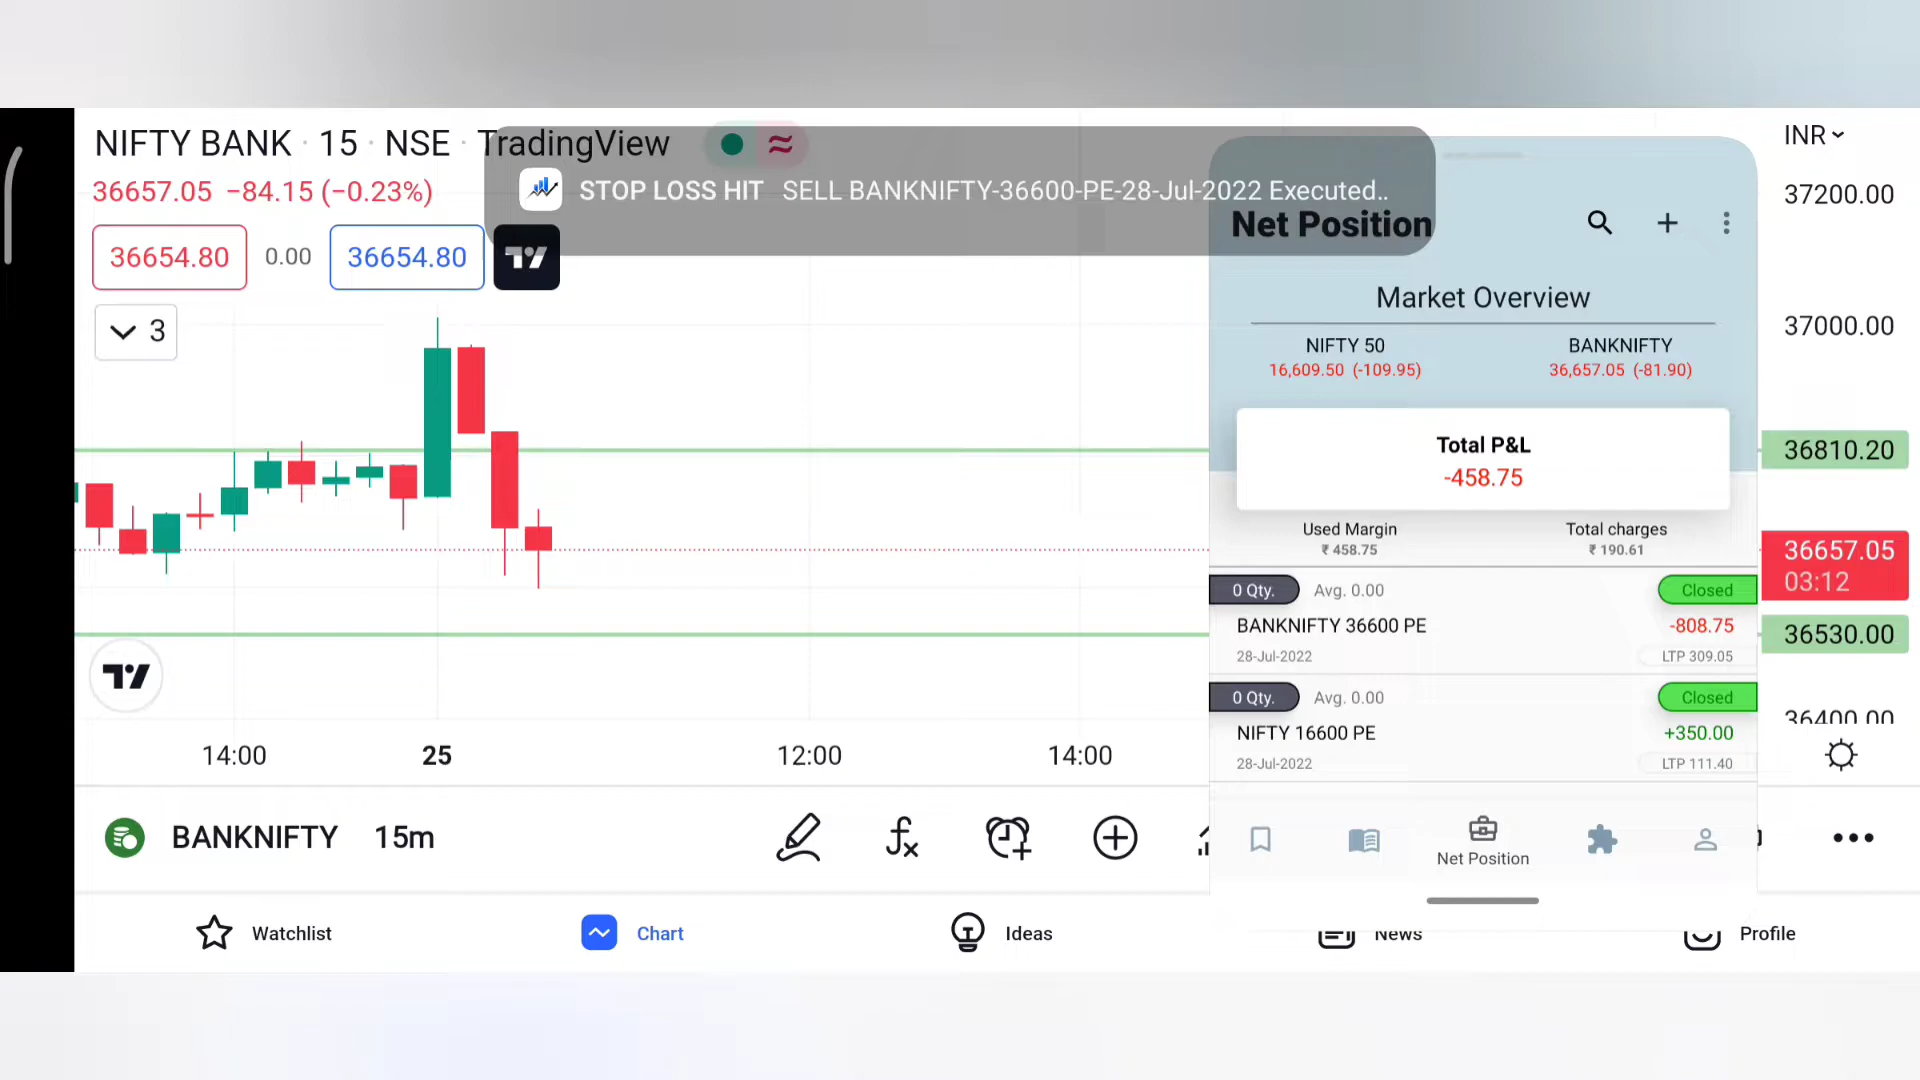 NIFTY BANK · 15 · NSE · TradingView
36657.05 −84.15 (−0.23%)
36654.80 0.00 36654.80
3
STOP LOSS HIT SELL BANKNIFTY-36600-PE-28-Jul-2022 Executed..
Net Position
Market Overview
NIFTY 50
16,609.50 (-109.95)
BANKNIFTY
36,657.05 (-81.90)
Total P&L
-458.75
Used Margin
₹ 458.75
Total charges
₹ 190.61
0 Qty. Avg. 0.00 Closed
BANKNIFTY 36600 PE -808.75
28-Jul-2022 LTP 309.05
0 Qty. Avg. 0.00 Closed
NIFTY 16600 PE +350.00
28-Jul-2022 LTP 111.40
Net Position
INR
37200.00
37000.00
36810.20
36657.05
03:12
36530.00
36400.00
14:00 25 12:00 14:00
BANKNIFTY 15m
Watchlist Chart Ideas News Profile